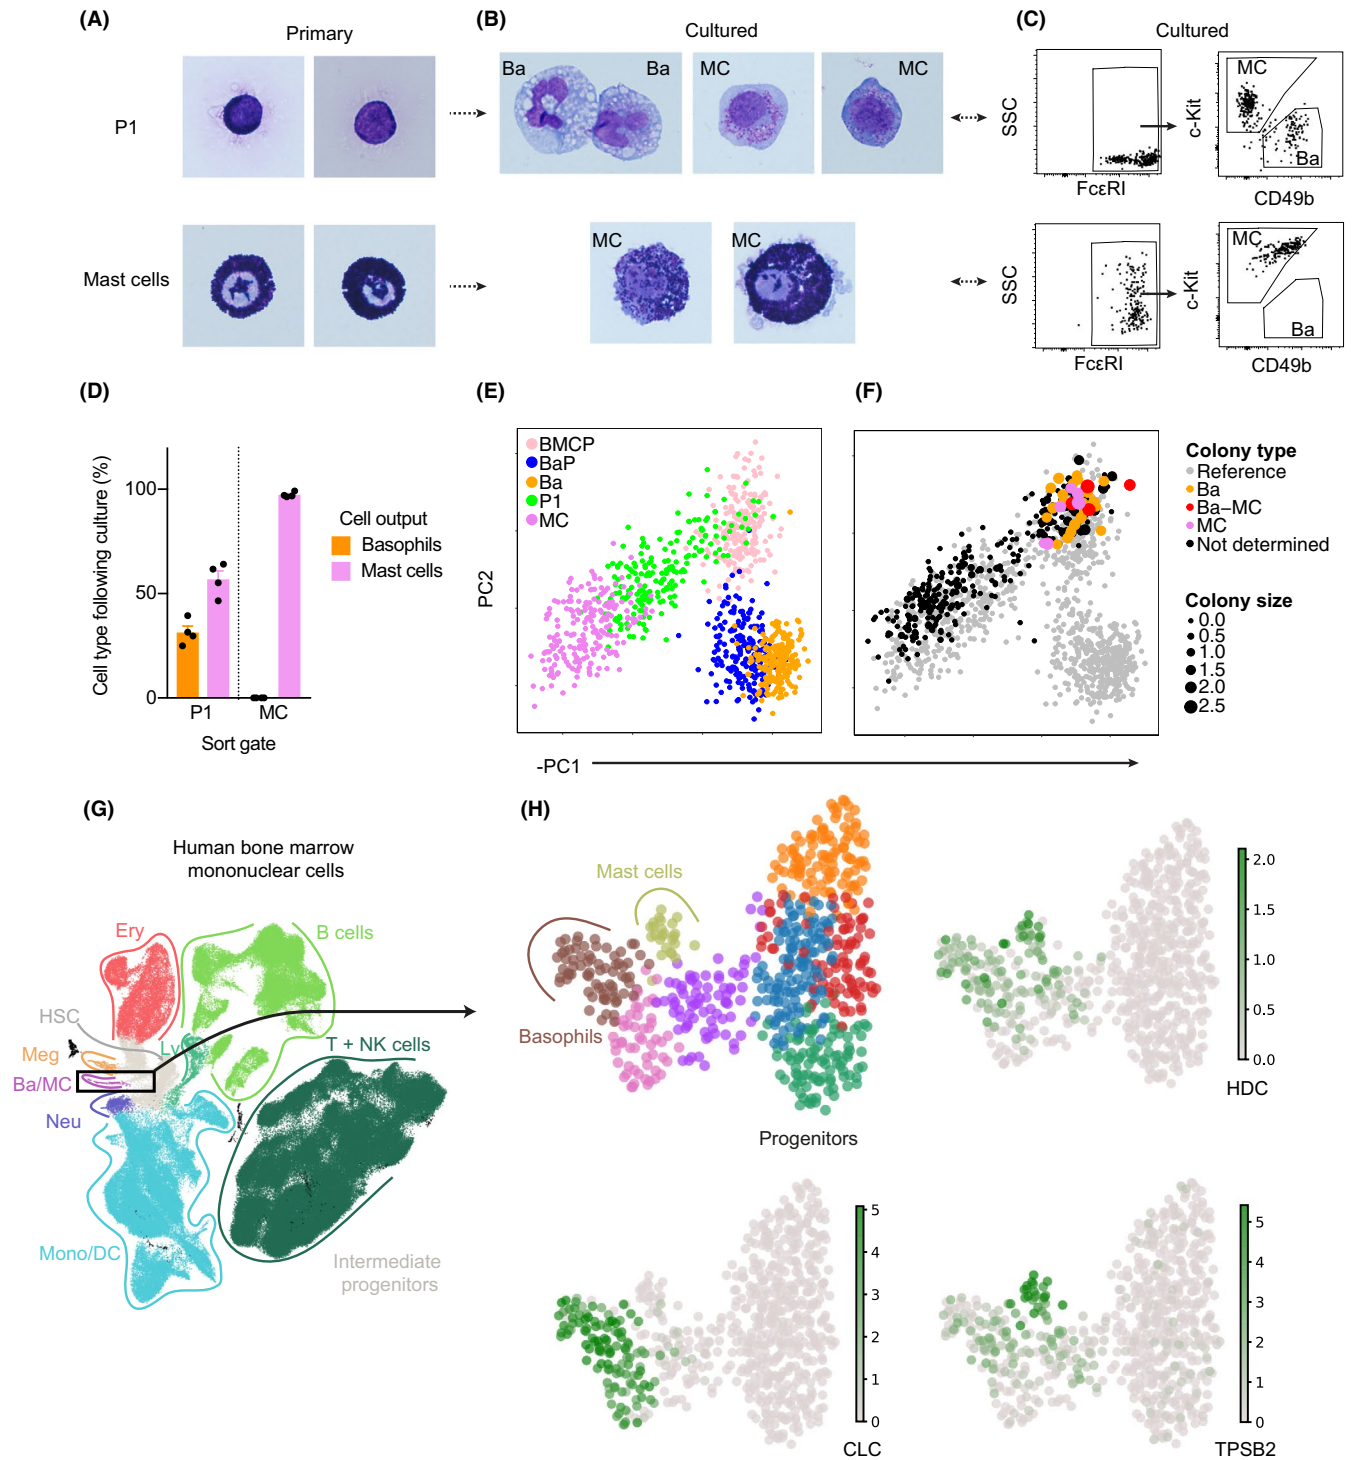 (A)
Primary
P1
Mast cells
(B)
Cultured
Ba
Ba
MC
MC
MC
MC
(C)
Cultured
SSC
FcεRI
c-Kit
MC
Ba
CD49b
SSC
FcεRI
c-Kit
MC
Ba
CD49b
(D)
Cell type following culture (%)
100
50
0
P1
MC
Sort gate
Cell output
Basophils
Mast cells
(E)
PC2
BMCP
BaP
Ba
P1
MC
-PC1
(F)
Colony type
Reference
Ba
Ba−MC
MC
Not determined
Colony size
0.0
0.5
1.0
1.5
2.0
2.5
(G)
Human bone marrow
mononuclear cells
Ery
B cells
HSC
Meg
Ly
T + NK cells
Ba/MC
Neu
Mono/DC
Intermediate
progenitors
(H)
Mast cells
Basophils
Progenitors
2.0
1.5
1.0
0.5
0.0
HDC
5
4
3
2
1
0
CLC
5
4
3
2
1
0
TPSB2